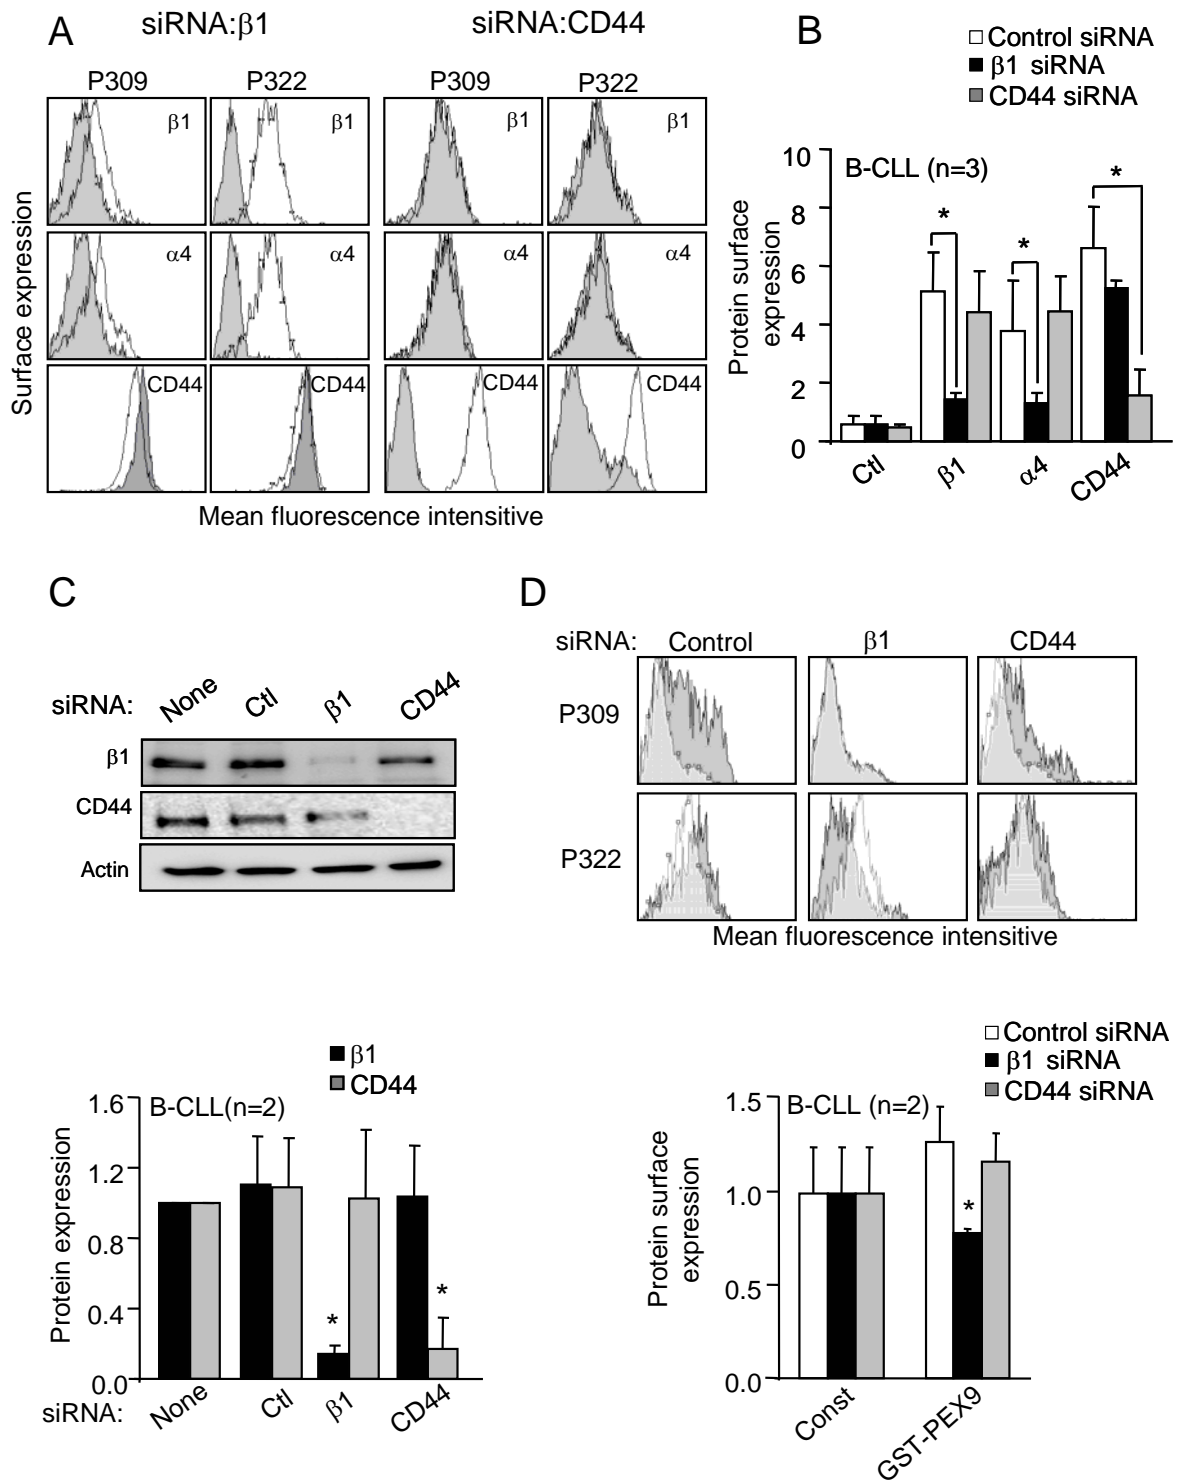 A
siRNA:β1
siRNA:CD44
P309
P322
P309
P322
β1
β1
β1
β1
α4
α4
α4
α4
CD44
CD44
CD44
CD44
Surface expression
Mean fluorescence intensitive
B
Control siRNA
β1 siRNA
CD44 siRNA
B-CLL (n=3)
Protein surface
expression
10
8
6
4
2
0
*
*
*
Ctl
β1
α4
CD44
C
siRNA:
None
Ctl
β1
CD44
β1
CD44
Actin
β1
CD44
B-CLL(n=2)
Protein expression
1.6
1.2
0.8
0.4
0.0
*
*
siRNA:
None
Ctl
β1
CD44
D
siRNA:
Control
β1
CD44
P309
P322
Mean fluorescence intensitive
Control siRNA
β1 siRNA
CD44 siRNA
B-CLL (n=2)
Protein surface
expression
1.5
1.0
0.5
0.0
*
Const
GST-PEX9